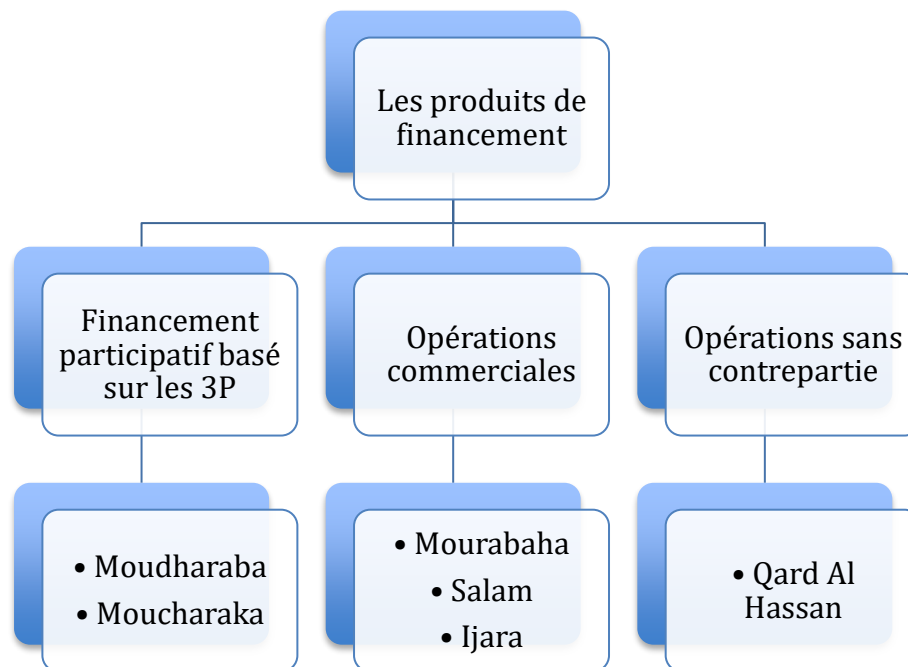 Les produits de
financement
Financement
participatif basé
sur les 3P
Opérations
commerciales
Opérations sans
contrepartie
• Moudharaba
• Moucharaka
• Mourabaha
• Salam
• Ijara
• Qard Al
Hassan